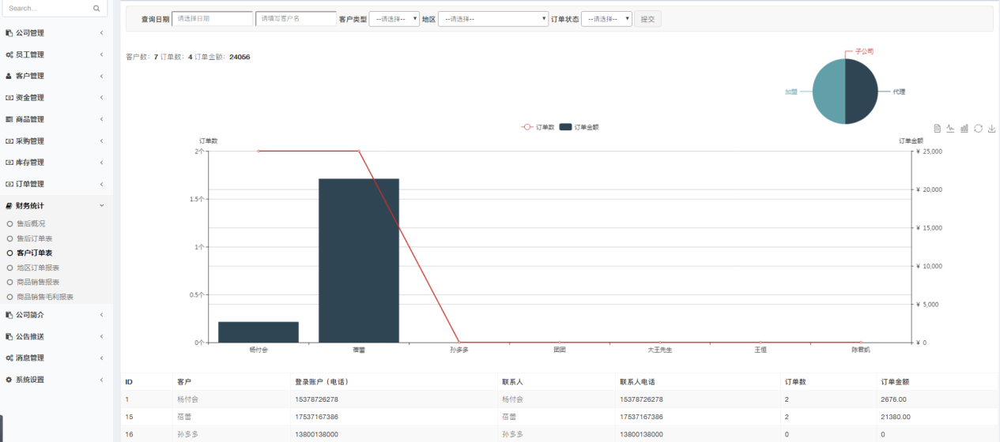 Search...
公司管理
员工管理
客户管理
资金管理
商品管理
采购管理
库存管理
订单管理
财务统计
售后概况
售后订单表
客户订单表
地区订单报表
商品销售报表
商品销售毛利报表
公司简介
公告推送
消息管理
系统设置
查询日期 请选择日期 请填写客户名 客户类型 --请选择-- 地区 --请选择-- 订单状态 --请选择-- 提交
客户数：7 订单数：4 订单金额：24056
子公司
加盟
代理
订单数 订单金额
订单数
订单金额
2个
1.5个
1个
0.5个
0个
¥ 25,000
¥ 20,000
¥ 15,000
¥ 10,000
¥ 5,000
¥ 0
杨付会 蓓蕾 孙多多 团团 大王先生 王恒 陈君凯
ID 客户 登录账户（电话） 联系人 联系人电话 订单数 订单金额
1 杨付会 15378726278 杨付会 15378726278 2 2676.00
15 蓓蕾 17537167386 蓓蕾 17537167386 2 21380.00
16 孙多多 13800138000 孙多多 13800138000 0 0